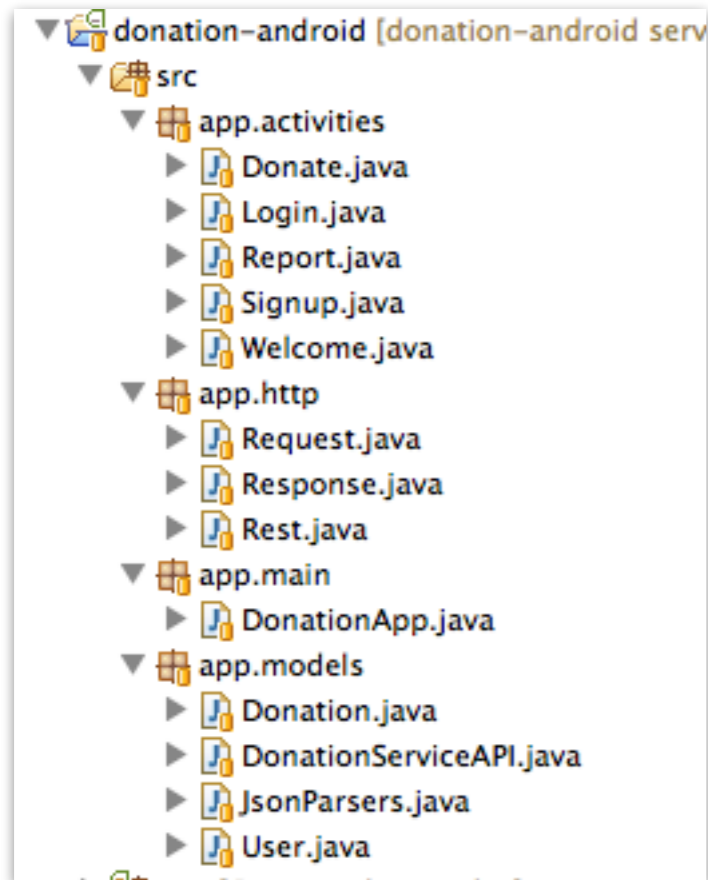 donation-android [donation-android serv
src
app.activities
Donate.java
Login.java
Report.java
Signup.java
Welcome.java
app.http
Request.java
Response.java
Rest.java
app.main
DonationApp.java
app.models
Donation.java
DonationServiceAPI.java
JsonParsers.java
User.java